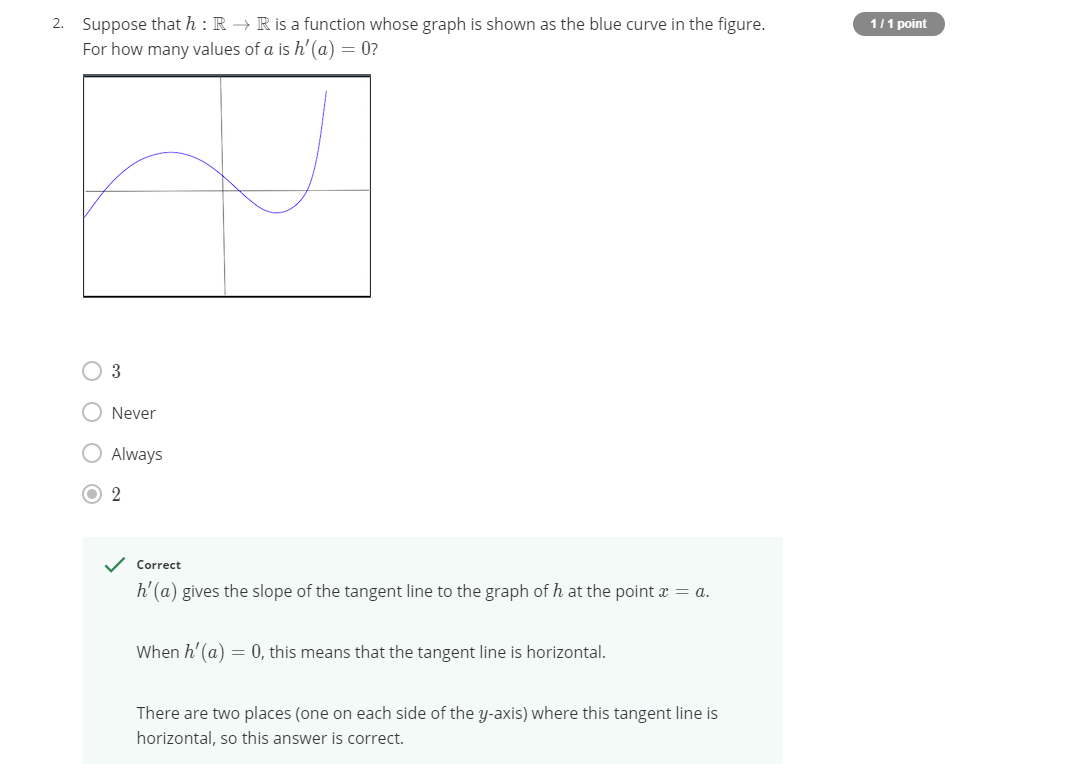 2. Suppose that h : ℝ → ℝ is a function whose graph is shown as the blue curve in the figure.
For how many values of a is h′(a) = 0?
1 / 1 point
3
Never
Always
2
Correct
h′(a) gives the slope of the tangent line to the graph of h at the point x = a.
When h′(a) = 0, this means that the tangent line is horizontal.
There are two places (one on each side of the y-axis) where this tangent line is
horizontal, so this answer is correct.